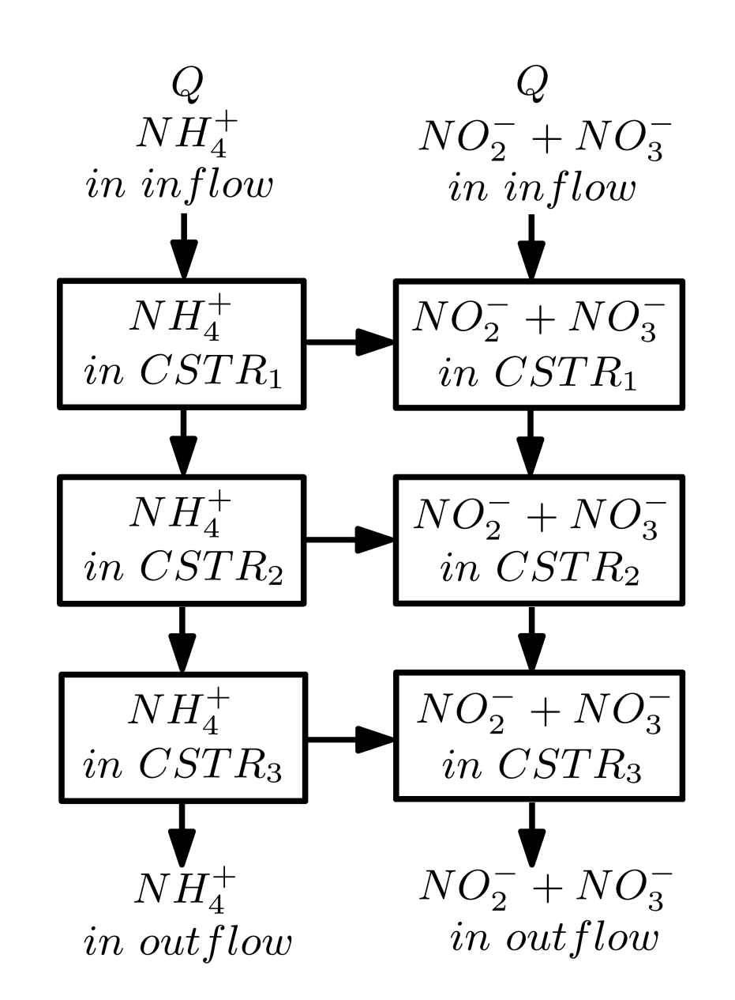 Q
NH₄⁺
in inflow
Q
NO₂⁻ + NO₃⁻
in inflow
NH₄⁺
in CSTR₁
NO₂⁻ + NO₃⁻
in CSTR₁
NH₄⁺
in CSTR₂
NO₂⁻ + NO₃⁻
in CSTR₂
NH₄⁺
in CSTR₃
NO₂⁻ + NO₃⁻
in CSTR₃
NH₄⁺
in outflow
NO₂⁻ + NO₃⁻
in outflow